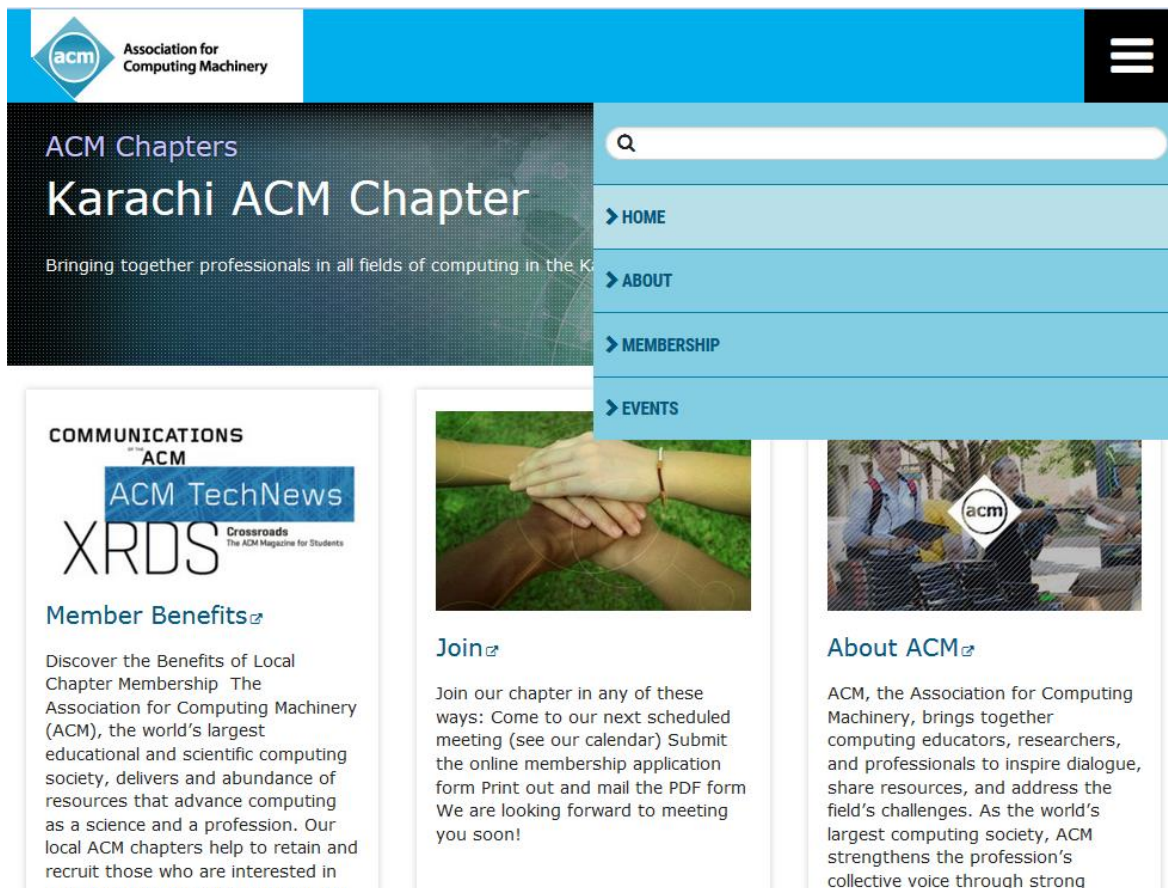 acm
Association for
Computing Machinery
ACM Chapters
Karachi ACM Chapter
Bringing together professionals in all fields of computing in the
HOME
ABOUT
MEMBERSHIP
EVENTS
COMMUNICATIONS
OF THE
ACM
ACM TechNews
XRDS
Crossroads
The ACM Magazine for Students
Member Benefits
Discover the Benefits of Local
Chapter Membership The
Association for Computing Machinery
(ACM), the world's largest
educational and scientific computing
society, delivers and abundance of
resources that advance computing
as a science and a profession. Our
local ACM chapters help to retain and
recruit those who are interested in
Join
Join our chapter in any of these
ways: Come to our next scheduled
meeting (see our calendar) Submit
the online membership application
form Print out and mail the PDF form
We are looking forward to meeting
you soon!
acm
About ACM
ACM, the Association for Computing
Machinery, brings together
computing educators, researchers,
and professionals to inspire dialogue,
share resources, and address the
field's challenges. As the world's
largest computing society, ACM
strengthens the profession's
collective voice through strong